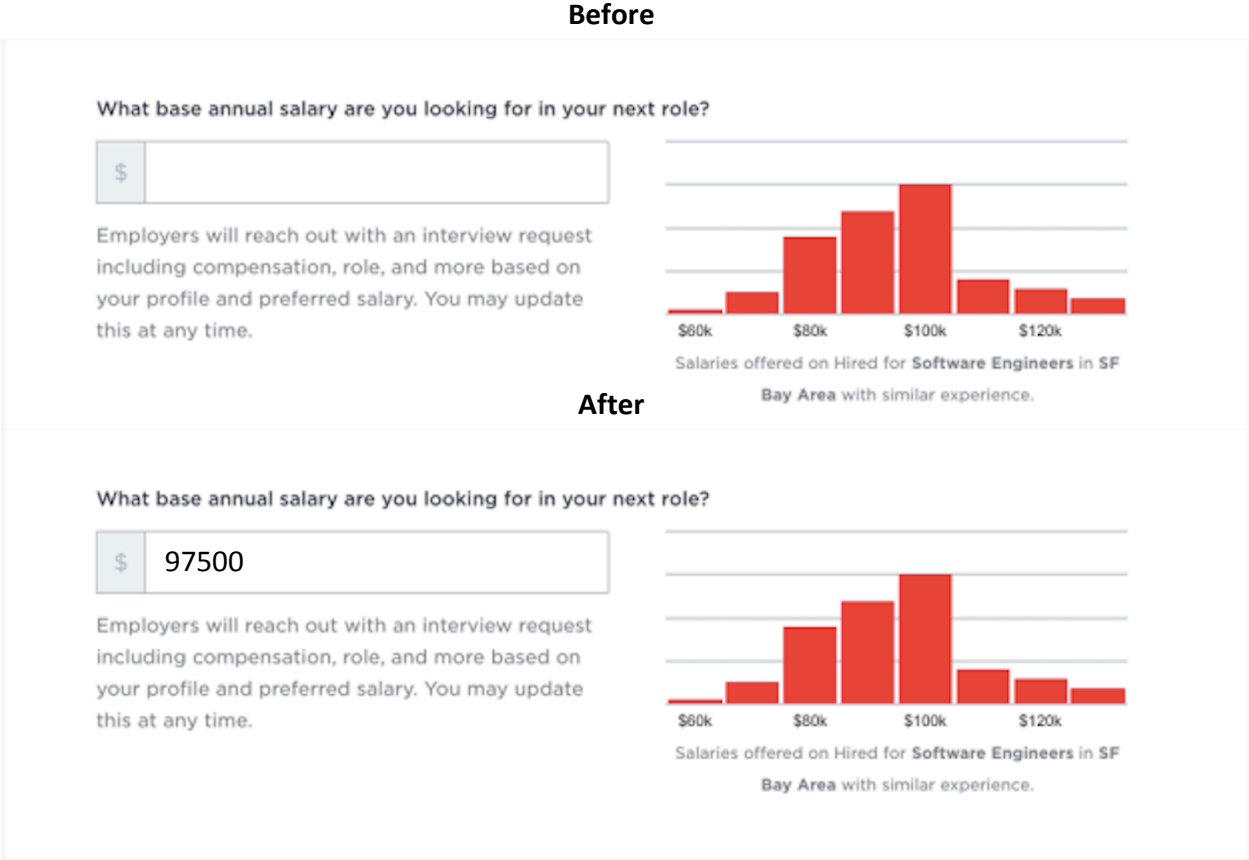 Before
What base annual salary are you looking for in your next role?
$
Employers will reach out with an interview request
including compensation, role, and more based on
your profile and preferred salary. You may update
this at any time.
$60k $80k $100k $120k
Salaries offered on Hired for Software Engineers in SF
Bay Area with similar experience.
After
What base annual salary are you looking for in your next role?
$ 97500
Employers will reach out with an interview request
including compensation, role, and more based on
your profile and preferred salary. You may update
this at any time.
$60k $80k $100k $120k
Salaries offered on Hired for Software Engineers in SF
Bay Area with similar experience.